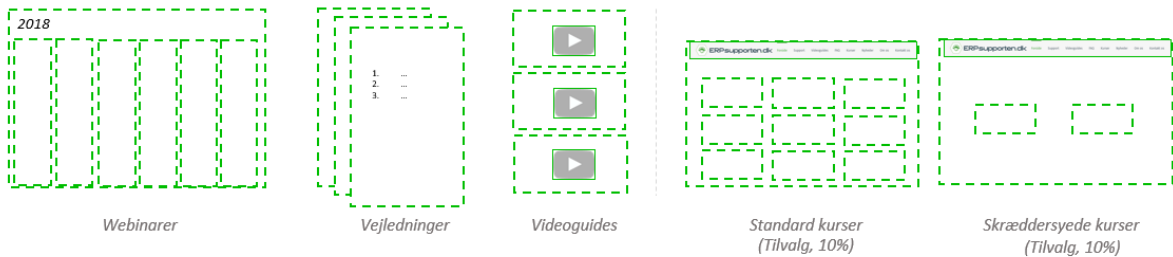 2018
1. ...
2. ...
3. ...
ERPsupporten.dk
ERPsupporten.dk
Webinarer
Vejledninger
Videoguides
Standard kurser
(Tilvalg, 10%)
Skræddersyede kurser
(Tilvalg, 10%)